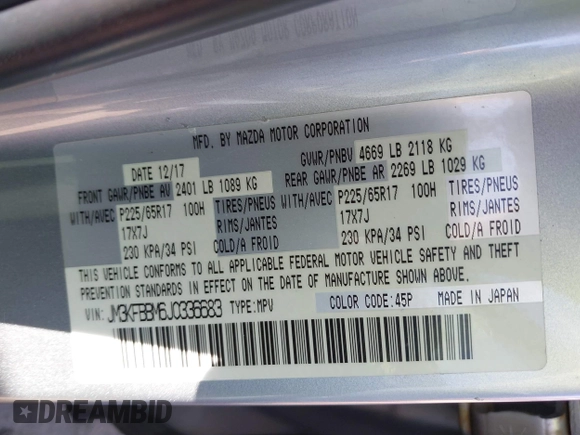 MFD. BY MAZDA MOTOR CORPORATION
DATE 12/17 GVWR/PNBV 4669 LB 2118 KG
FRONT GAWR/PNBE AV 2401 LB 1089 KG REAR GAWR/PNBE AR 2269 LB 1029 KG
WITH/AVEC P225/65R17 100H TIRES/PNEUS WITH/AVEC P225/65R17 100H TIRES/PNEUS
17X7J RIMS/JANTES 17X7J RIMS/JANTES
230 KPA/34 PSI COLD/A FROID 230 KPA/34 PSI COLD/A FROID
THIS VEHICLE CONFORMS TO ALL APPLICABLE FEDERAL MOTOR VEHICLE SAFETY AND THEFT
PREVENTION STANDARDS IN EFFECT ON THE DATE OF MANUFACTURE SHOWN ABOVE.
VIN: JM3KFBBM6J0336683 TYPE:MPV COLOR CODE:45P MADE IN JAPAN
DREAMBID